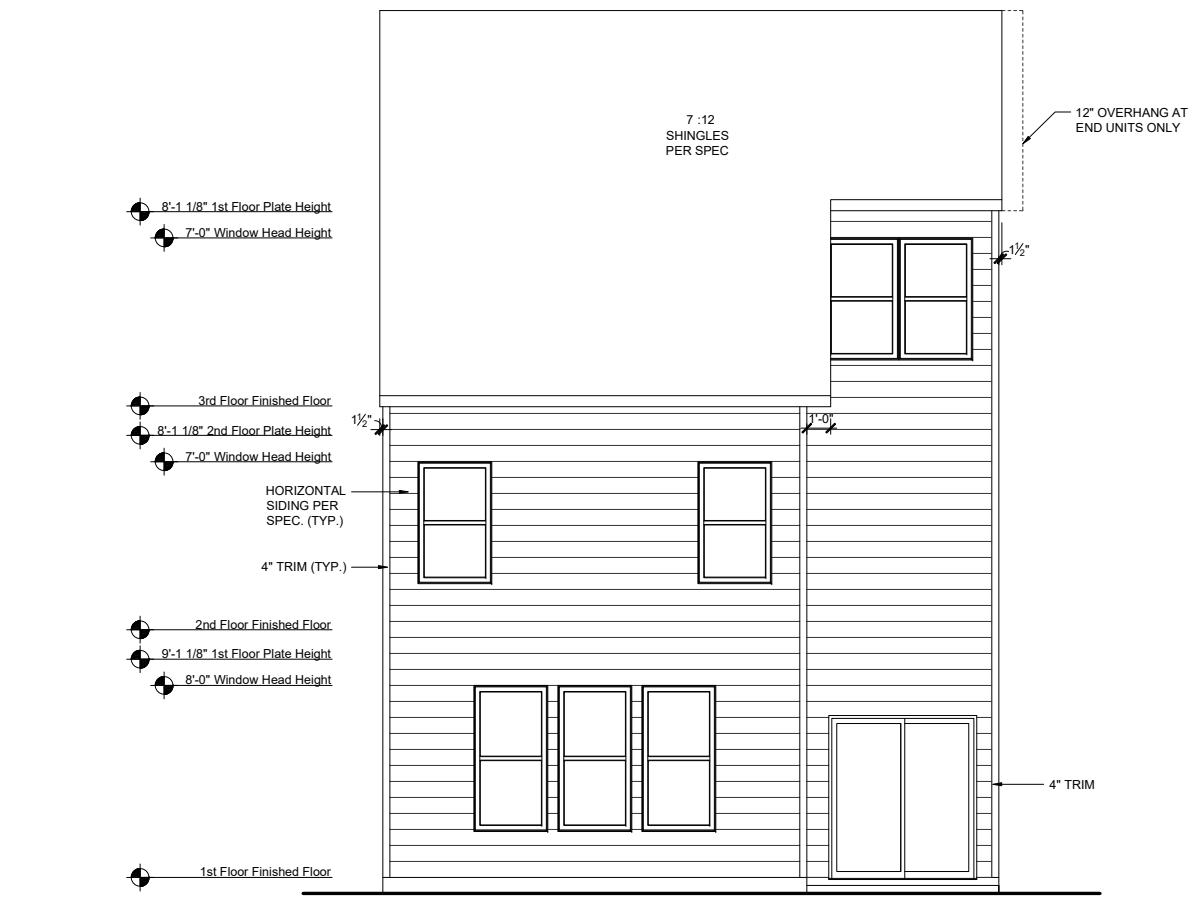 7 :12
SHINGLES
PER SPEC
12" OVERHANG AT
END UNITS ONLY
8'-1 1/8" 1st Floor Plate Height
7'-0" Window Head Height
1½"
3rd Floor Finished Floor
1½"
1'-0"
8'-1 1/8" 2nd Floor Plate Height
7'-0" Window Head Height
HORIZONTAL
SIDING PER
SPEC. (TYP.)
4" TRIM (TYP.)
2nd Floor Finished Floor
9'-1 1/8" 1st Floor Plate Height
8'-0" Window Head Height
4" TRIM
1st Floor Finished Floor